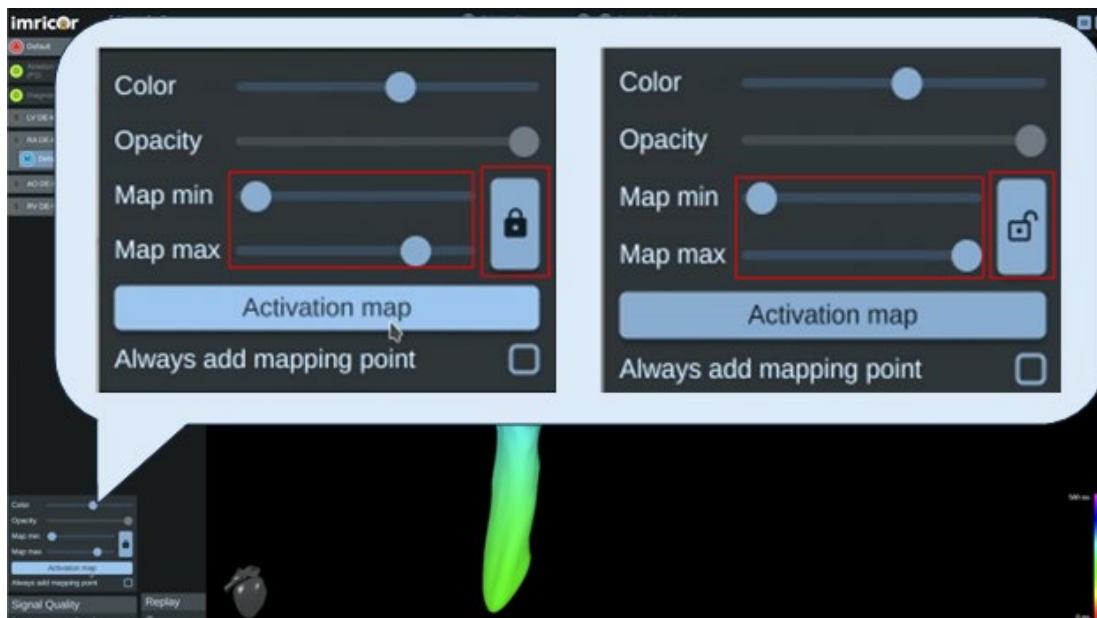 imricor
Default
Color
Opacity
Map min
Map max
Activation map
Always add mapping point
Color
Opacity
Map min
Map max
Activation map
Always add mapping point
Color
Opacity
Map min
Map max
Activation map
Always add mapping point
Signal Quality
Replay